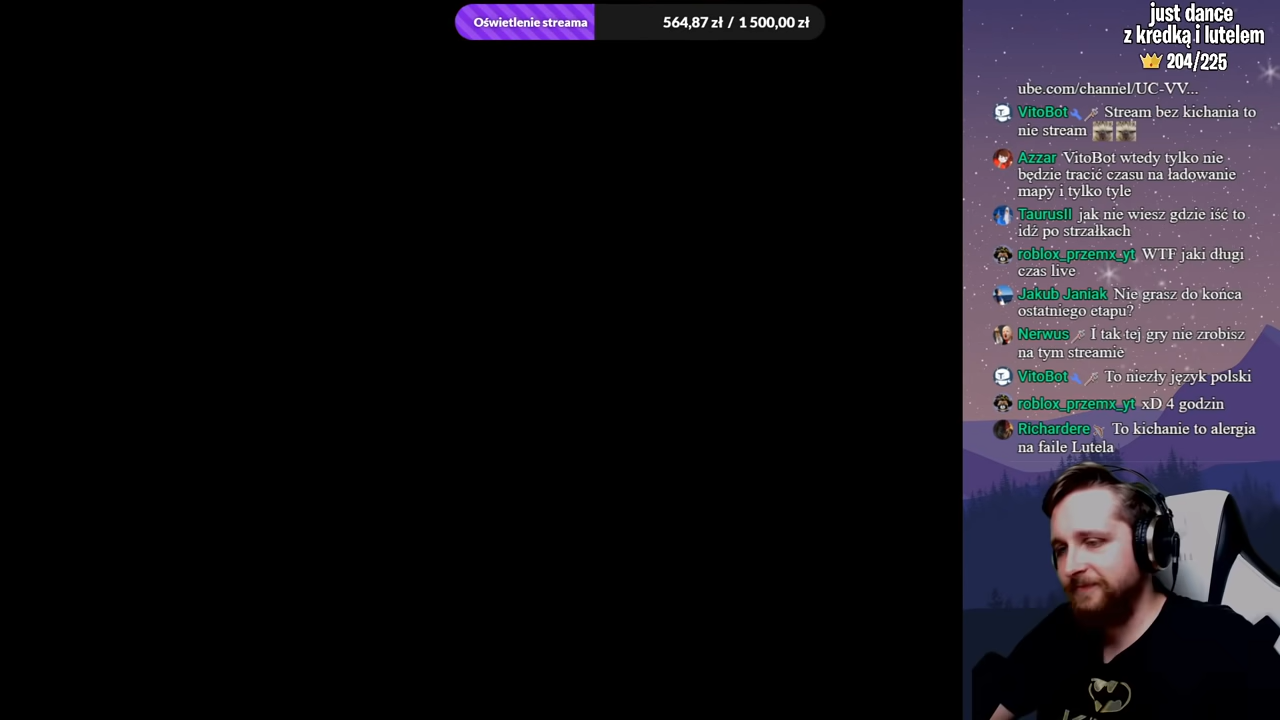 Oświetlenie streama 564,87 zł / 1 500,00 zł
just dance
z kredką i lutelem
204/225
ube.com/channel/UC-VV...
VitoBot Stream bez kichania to
nie stream
Azzar VitoBot wtedy tylko nie
będzie tracić czasu na ładowanie
mapy i tylko tyle
TaurusII jak nie wiesz gdzie iść to
idź po strzałkach
roblox_przemx_yt WTF jaki długi
czas live
Jakub Janiak Nie grasz do końca
ostatniego etapu?
Nerwus I tak tej gry nie zrobisz
na tym streamie
VitoBot To niezły język polski
roblox_przemx_yt xD 4 godzin
Richardere To kichanie to alergia
na faile Lutela